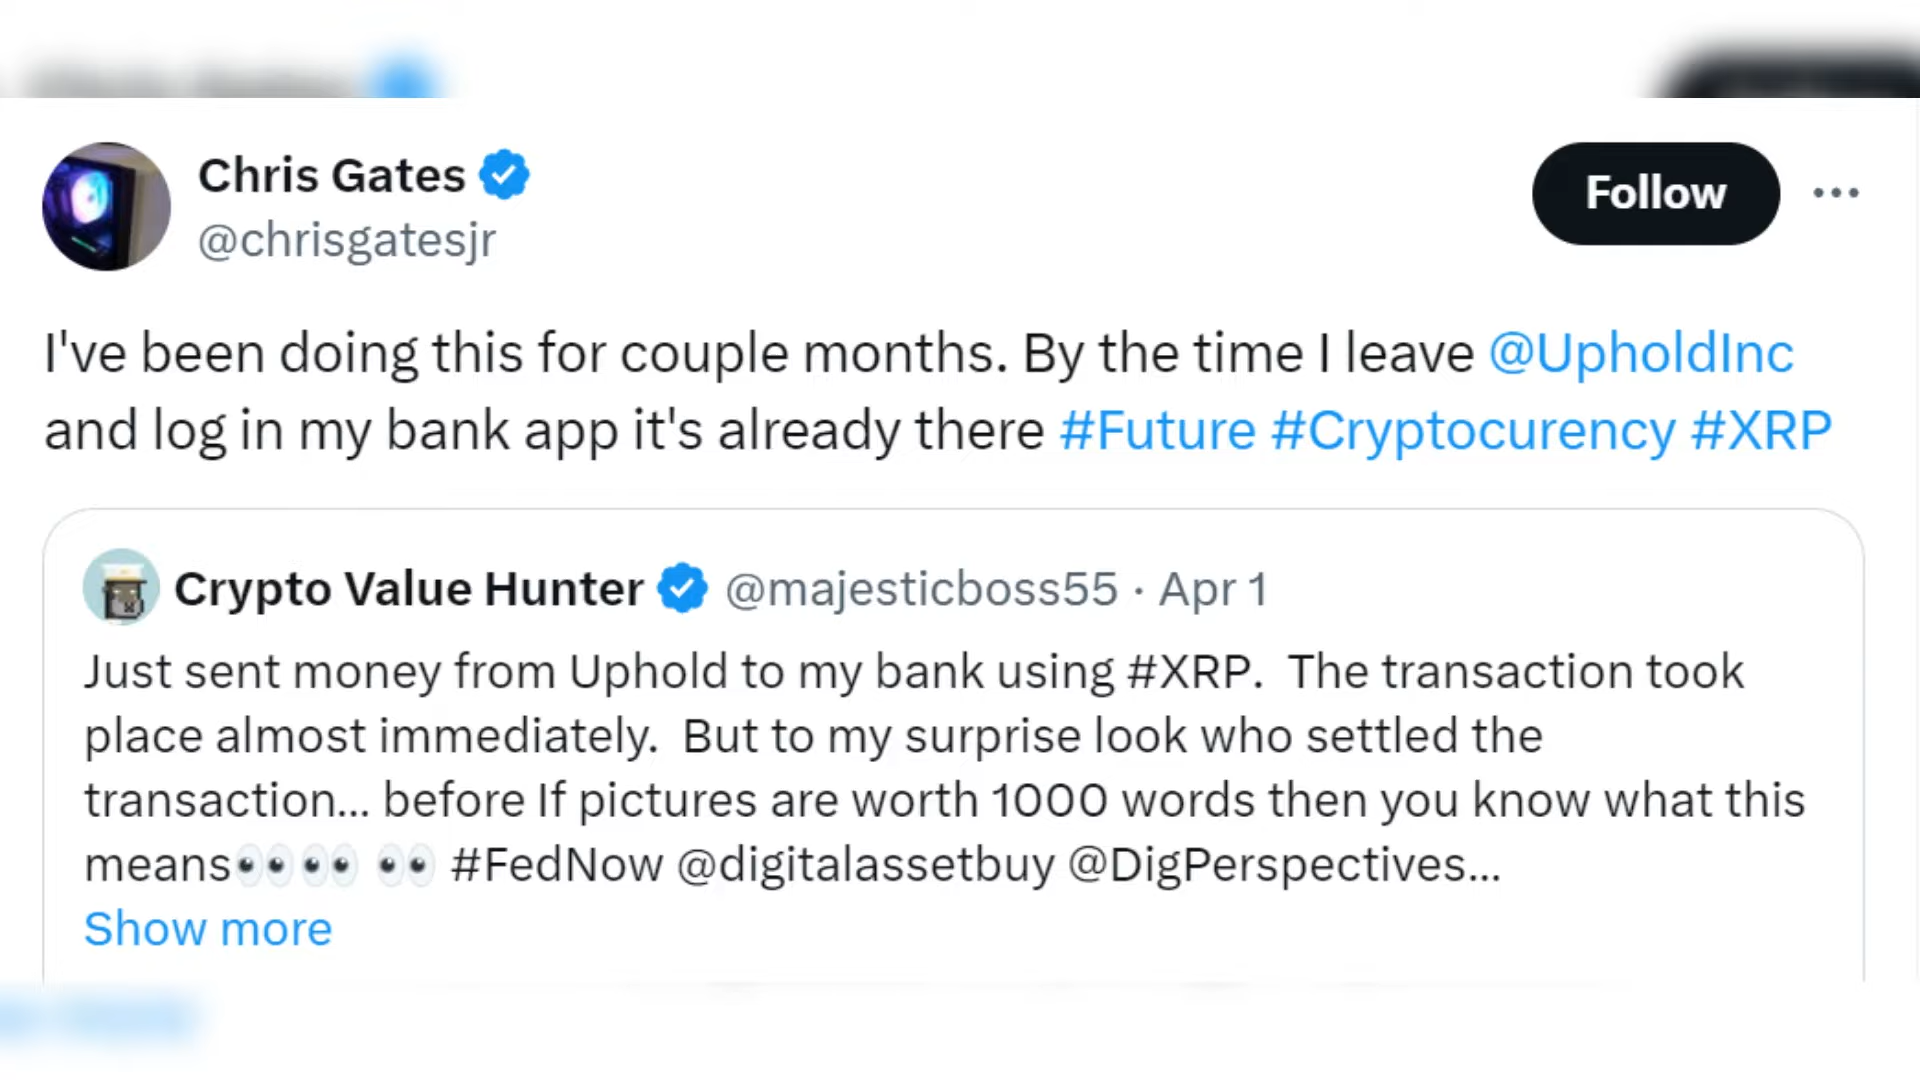 Chris Gates
@chrisgatesjr
Follow
I've been doing this for couple months. By the time I leave @UpholdInc
and log in my bank app it's already there #Future #Cryptocurency #XRP
Crypto Value Hunter @majesticboss55 · Apr 1
Just sent money from Uphold to my bank using #XRP. The transaction took
place almost immediately. But to my surprise look who settled the
transaction... before If pictures are worth 1000 words then you know what this
means👀👀 👀 #FedNow @digitalassetbuy @DigPerspectives...
Show more